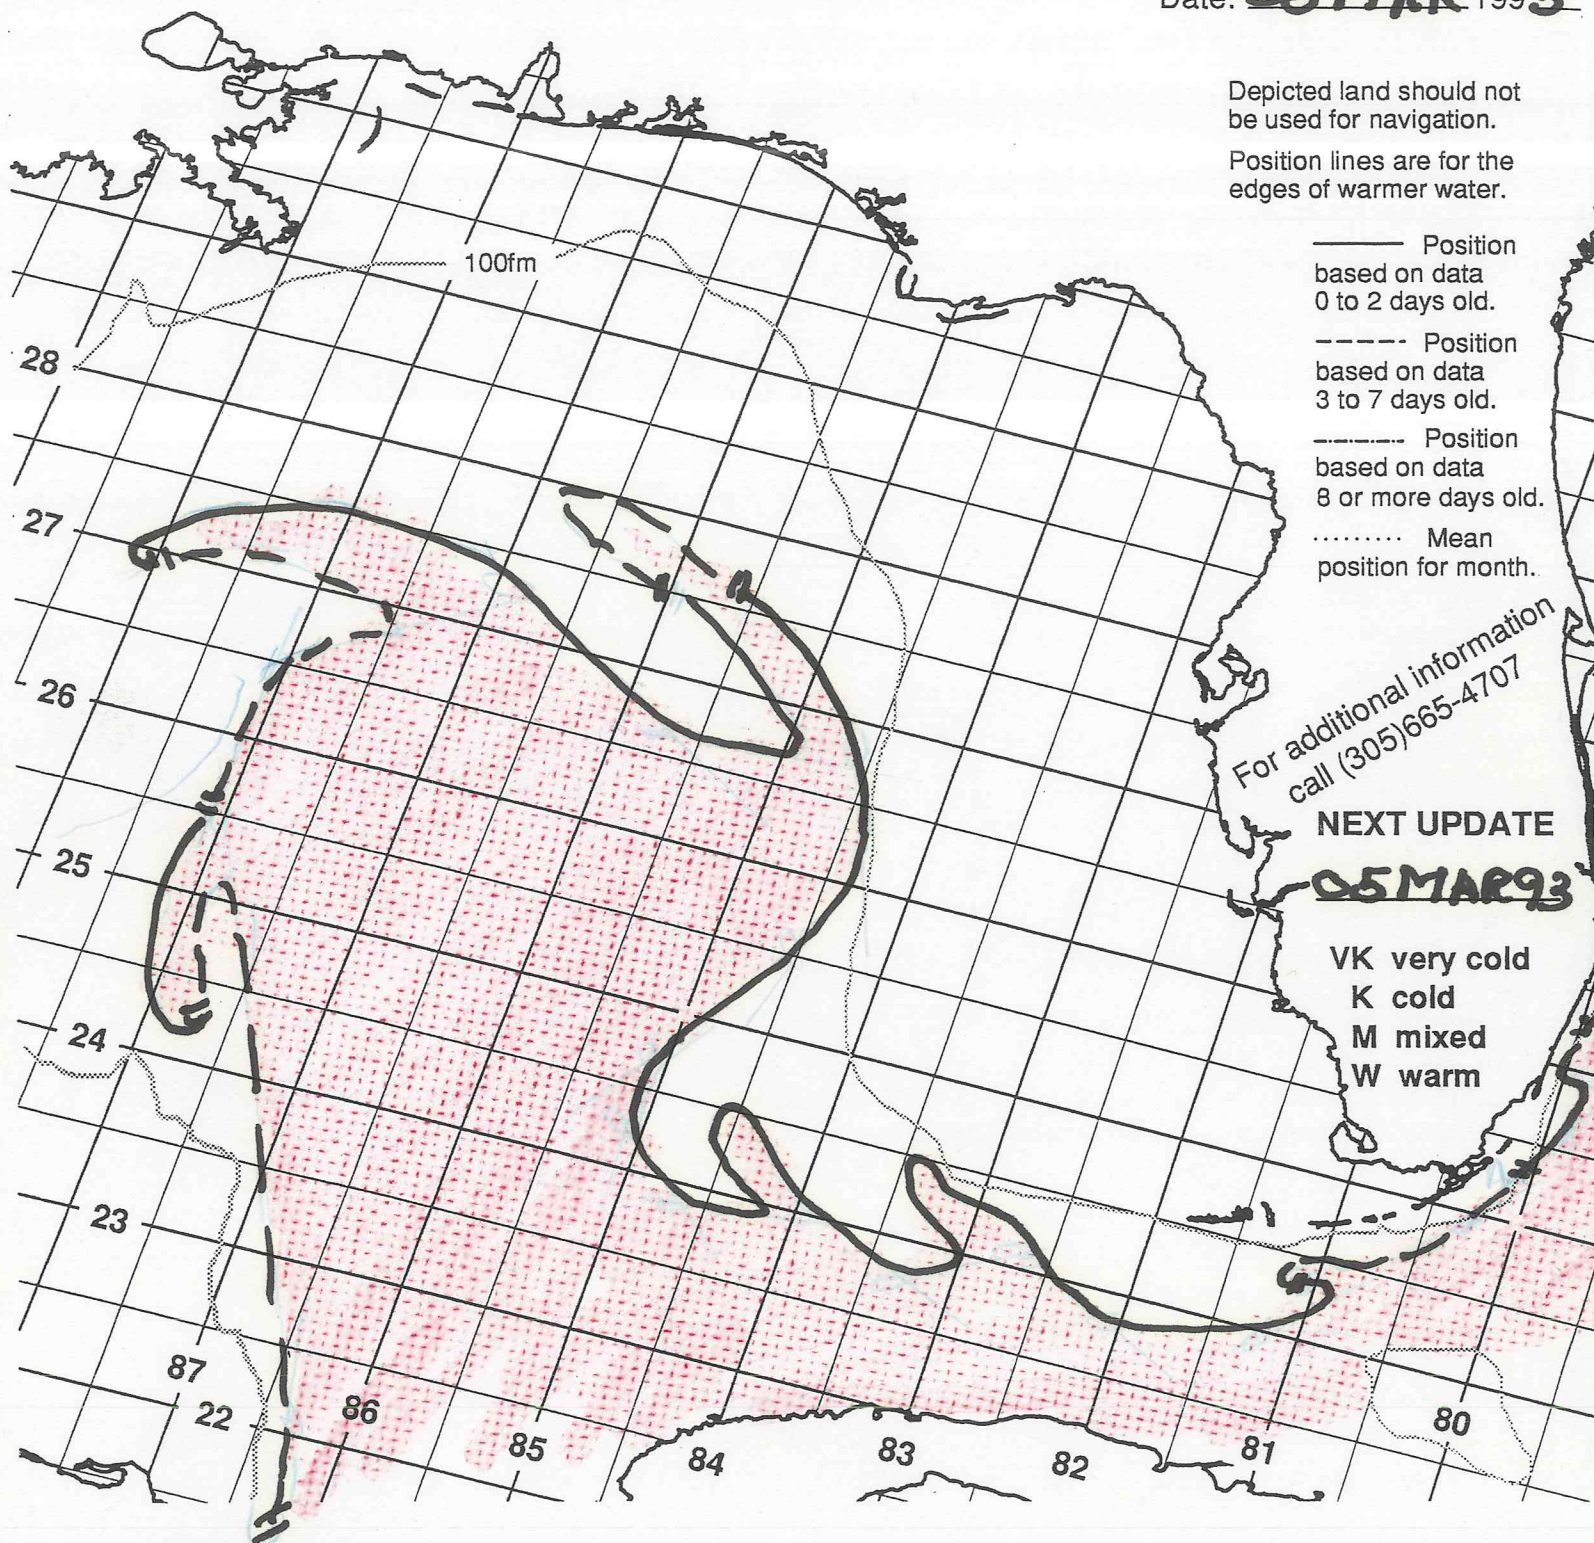 Date: MAR 1993
Depicted land should not
be used for navigation.
Position lines are for the
edges of warmer water.
Position
based on data
0 to 2 days old.
Position
based on data
3 to 7 days old.
Position
based on data
8 or more days old.
Mean
position for month.
For additional information
call (305)665-4707
NEXT UPDATE
05MAR93
VK very cold
K cold
M mixed
W warm
100fm
28
27
26
25
24
23
87
22
86
85
84
83
82
81
80